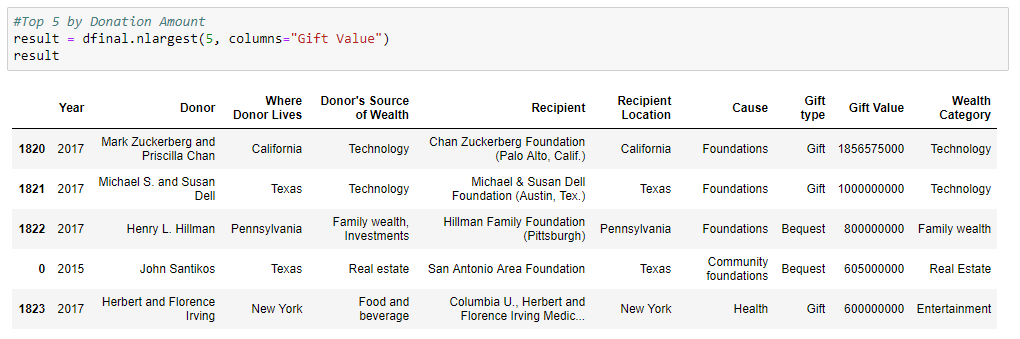 #Top 5 by Donation Amount
result = dfinal.nlargest(5, columns="Gift Value")
result
Year Donor Where Donor Lives Donor's Source of Wealth Recipient Recipient Location Cause Gift type Gift Value Wealth Category
1820 2017 Mark Zuckerberg and Priscilla Chan California Technology Chan Zuckerberg Foundation (Palo Alto, Calif.) California Foundations Gift 1856575000 Technology
1821 2017 Michael S. and Susan Dell Texas Technology Michael & Susan Dell Foundation (Austin, Tex.) Texas Foundations Gift 1000000000 Technology
1822 2017 Henry L. Hillman Pennsylvania Family wealth, Investments Hillman Family Foundation (Pittsburgh) Pennsylvania Foundations Bequest 800000000 Family wealth
0 2015 John Santikos Texas Real estate San Antonio Area Foundation Texas Community foundations Bequest 605000000 Real Estate
1823 2017 Herbert and Florence Irving New York Food and beverage Columbia U., Herbert and Florence Irving Medic... New York Health Gift 600000000 Entertainment